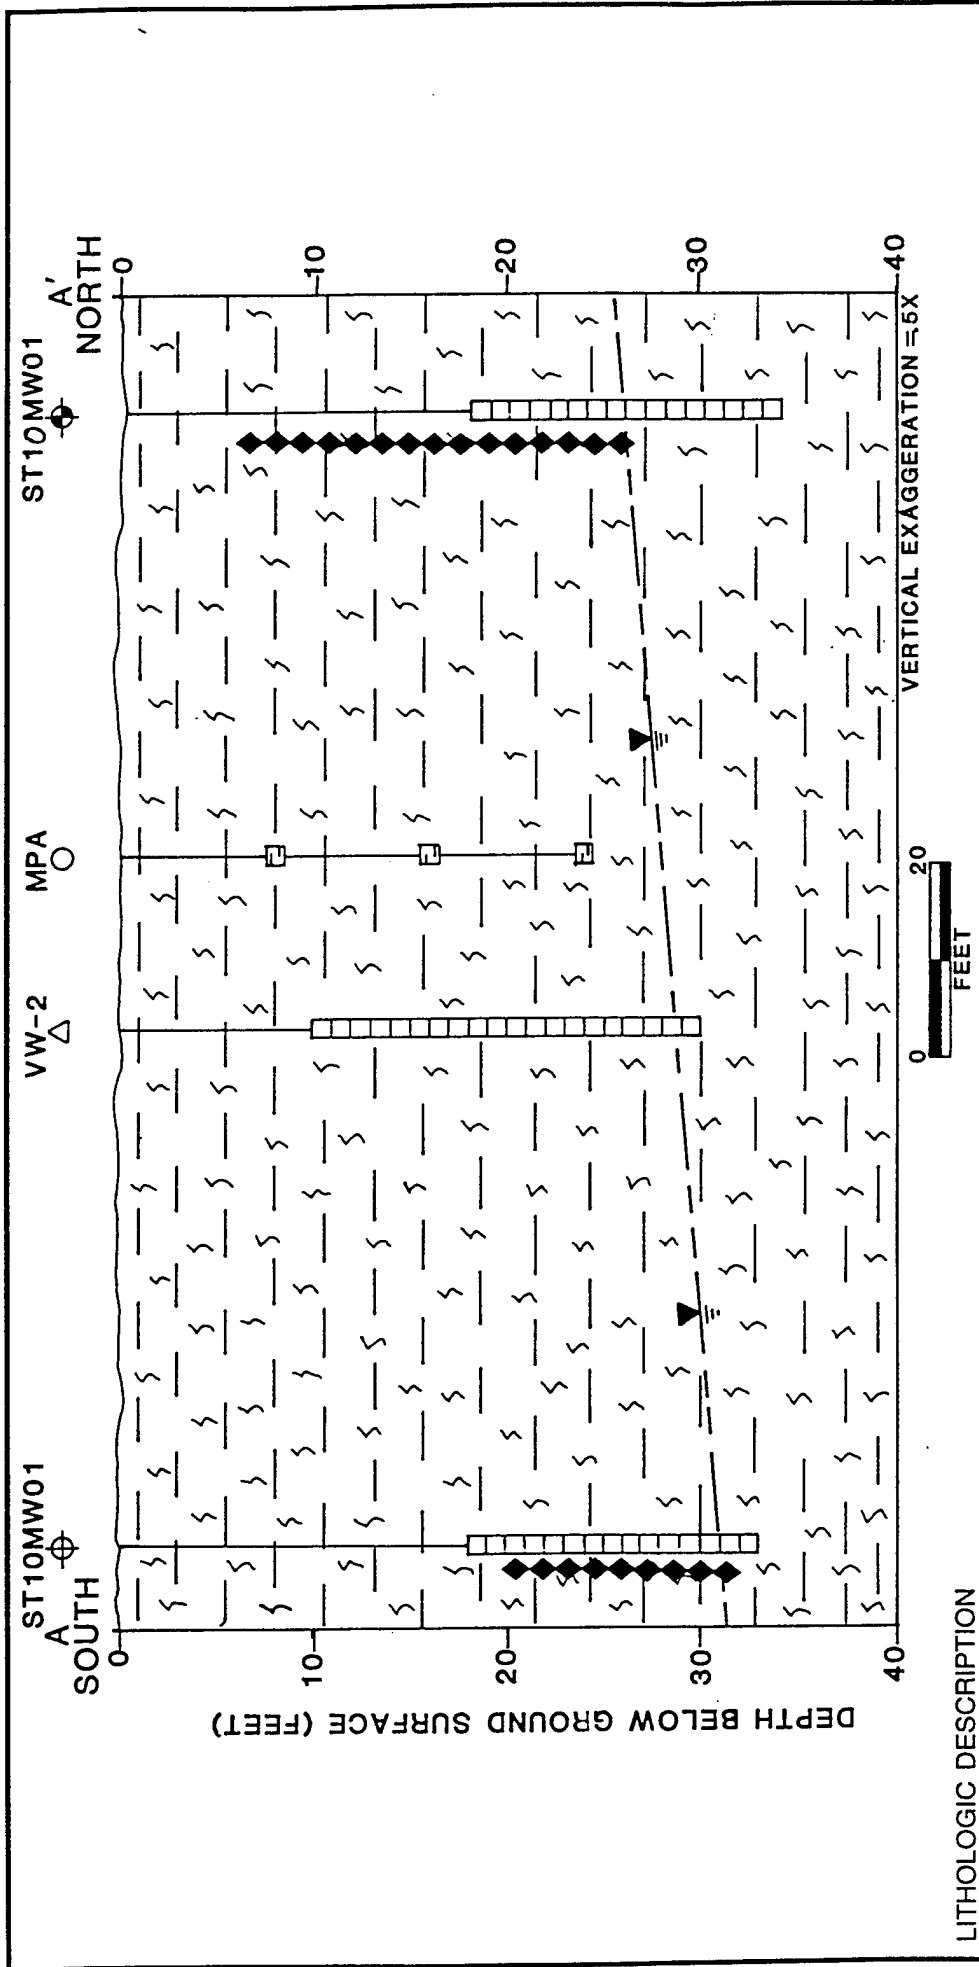 A
SOUTH
ST10MW01
VW-2
MPA
ST10MW01
A'
NORTH
0
10
20
30
40
DEPTH BELOW GROUND SURFACE (FEET)
0
10
20
30
40
VERTICAL EXAGGERATION = .5X
0
20
FEET
LITHOLOGIC DESCRIPTION